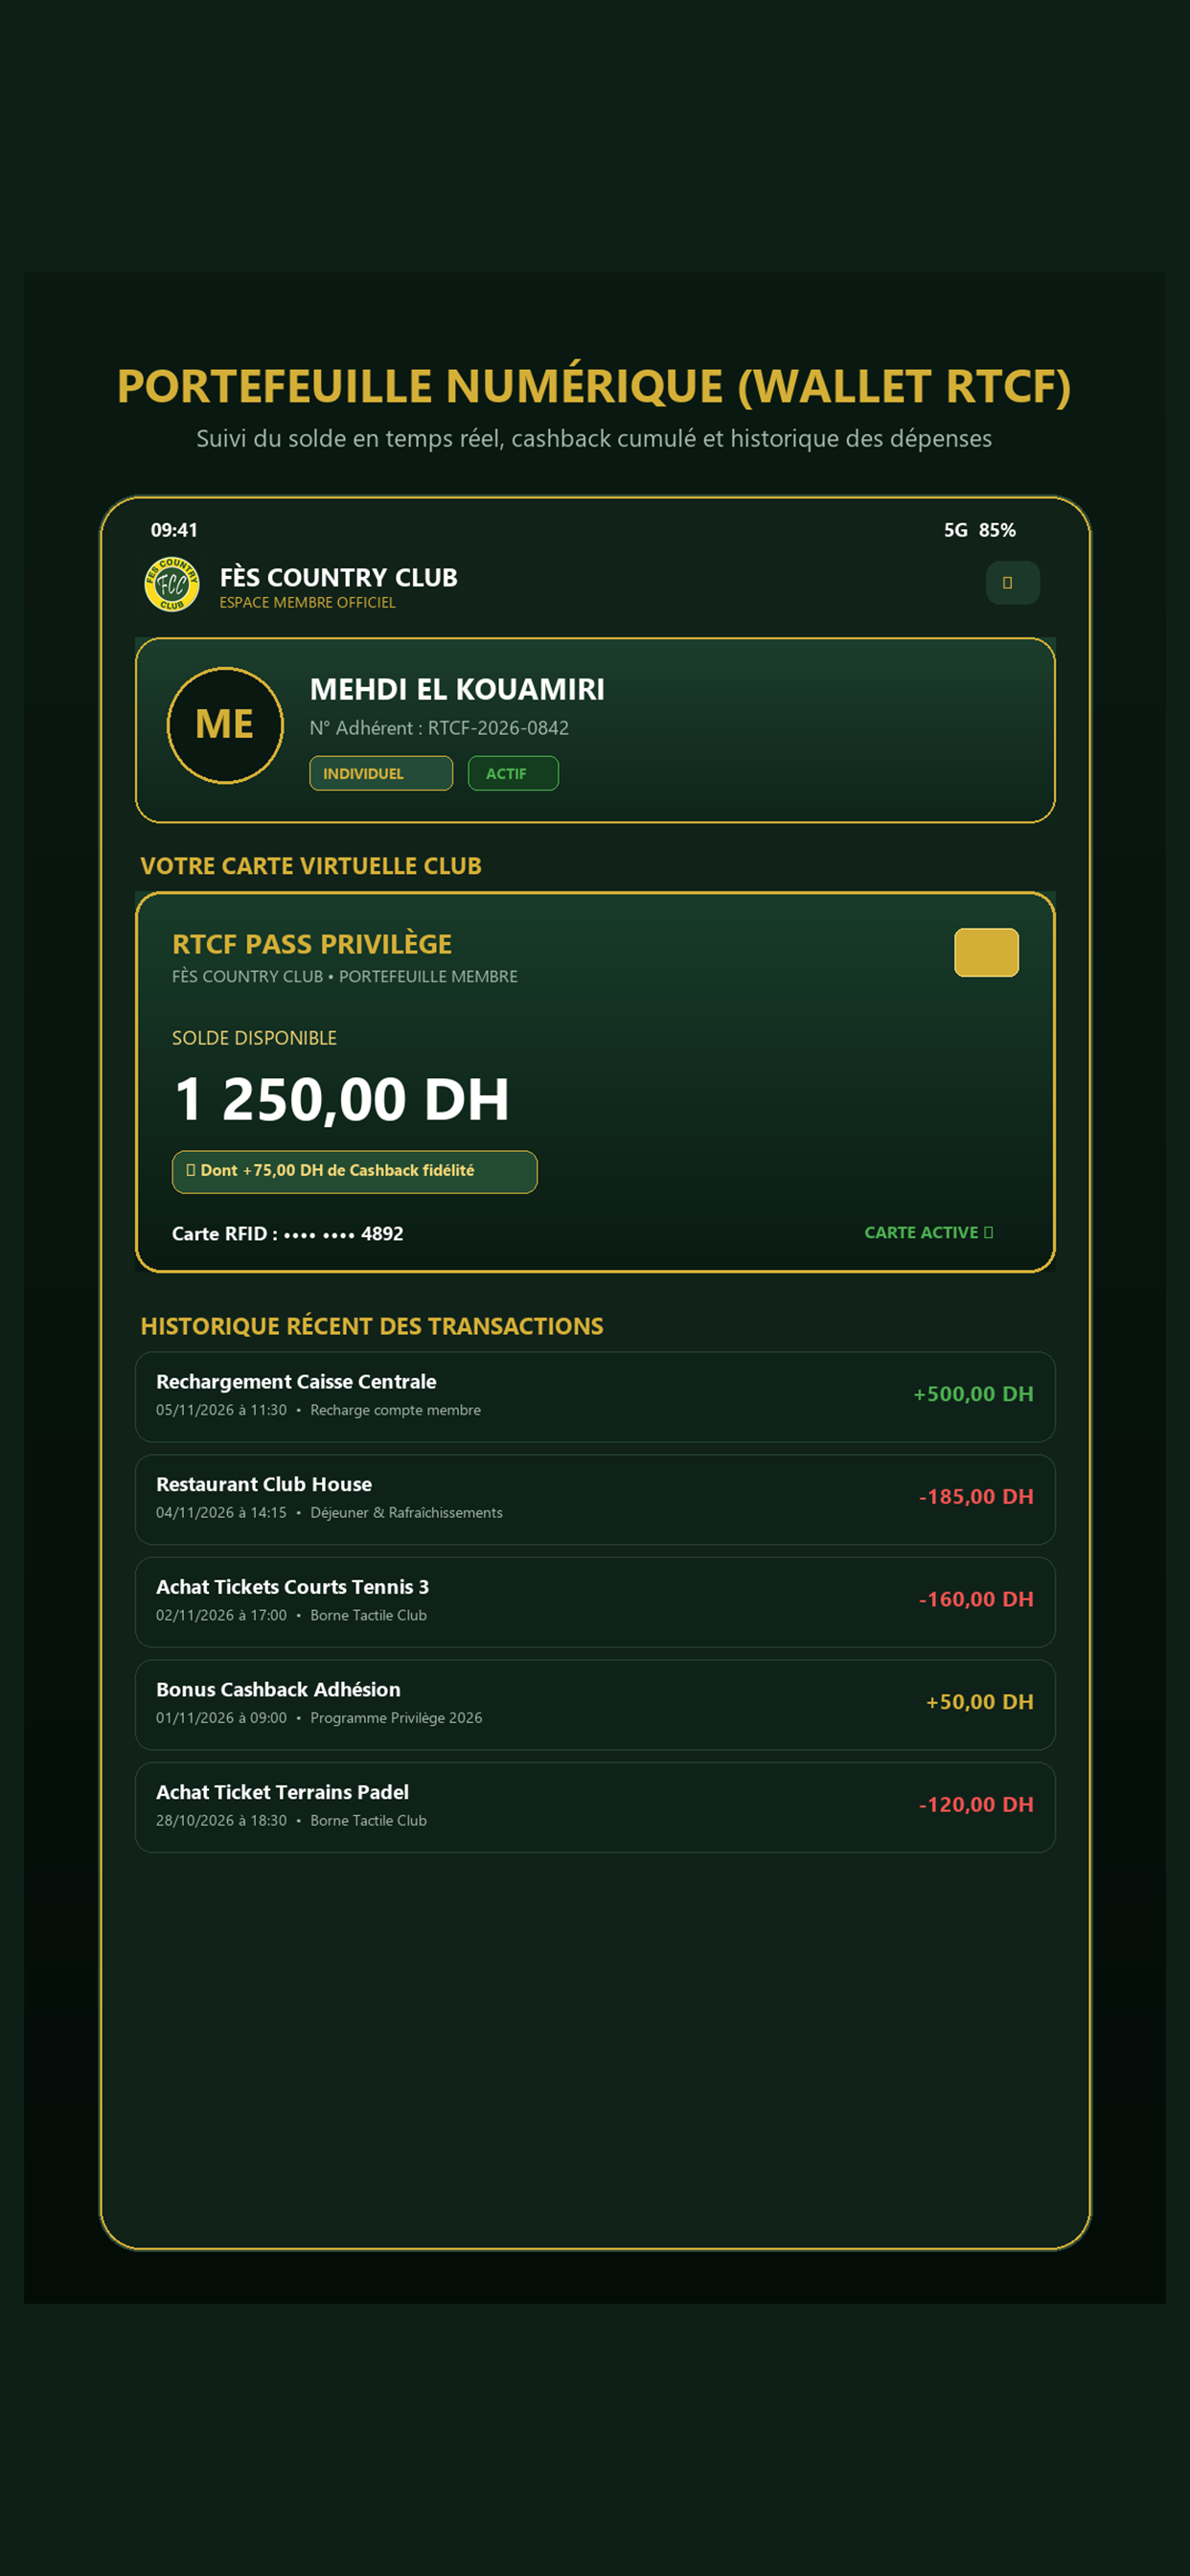 PORTEFEUILLE NUMÉRIQUE (WALLET RTCF)
Suivi du solde en temps réel, cashback cumulé et historique des dépenses
09:41
5G 85%
FÈS COUNTRY
FCC
CLUB
FÈS COUNTRY CLUB
ESPACE MEMBRE OFFICIEL
ME
MEHDI EL KOUAMIRI
N° Adhérent : RTCF-2026-0842
INDIVIDUEL
ACTIF
VOTRE CARTE VIRTUELLE CLUB
RTCF PASS PRIVILÈGE
FÈS COUNTRY CLUB • PORTEFEUILLE MEMBRE
SOLDE DISPONIBLE
1 250,00 DH
Dont +75,00 DH de Cashback fidélité
Carte RFID : •••• •••• 4892
CARTE ACTIVE
HISTORIQUE RÉCENT DES TRANSACTIONS
Rechargement Caisse Centrale
+500,00 DH
05/11/2026 à 11:30 • Recharge compte membre
Restaurant Club House
-185,00 DH
04/11/2026 à 14:15 • Déjeuner & Rafraîchissements
Achat Tickets Courts Tennis 3
-160,00 DH
02/11/2026 à 17:00 • Borne Tactile Club
Bonus Cashback Adhésion
+50,00 DH
01/11/2026 à 09:00 • Programme Privilège 2026
Achat Ticket Terrains Padel
-120,00 DH
28/10/2026 à 18:30 • Borne Tactile Club